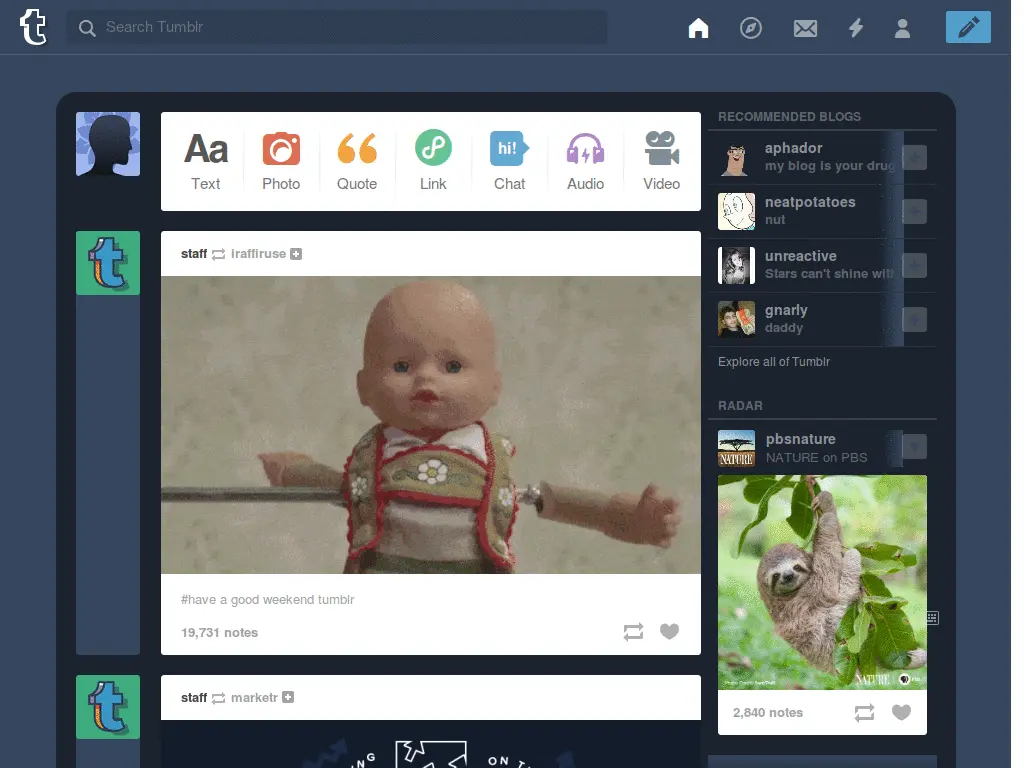 t
Search Tumblr
Aa
Text
Photo
Quote
Link
hi!
Chat
Audio
Video
t
staff iraffiruse
#have a good weekend tumblr
19,731 notes
t
staff marketr
NG
ON T
RECOMMENDED BLOGS
aphador
my blog is your drug
neatpotatoes
nut
unreactive
Stars can't shine with
gnarly
daddy
Explore all of Tumblr
RADAR
pbsnature
NATURE
NATURE on PBS
NATURE
2,840 notes